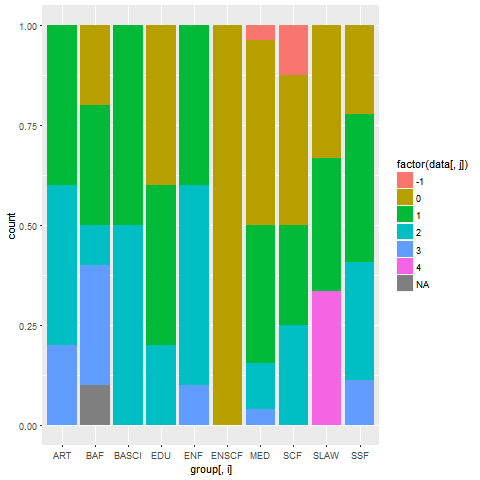 1.00
0.75
0.50
0.25
0.00
count
ART BAF BASCI EDU ENF ENSCF MED SCF SLAW SSF
group[, i]
factor(data[, j])
-1
0
1
2
3
4
NA